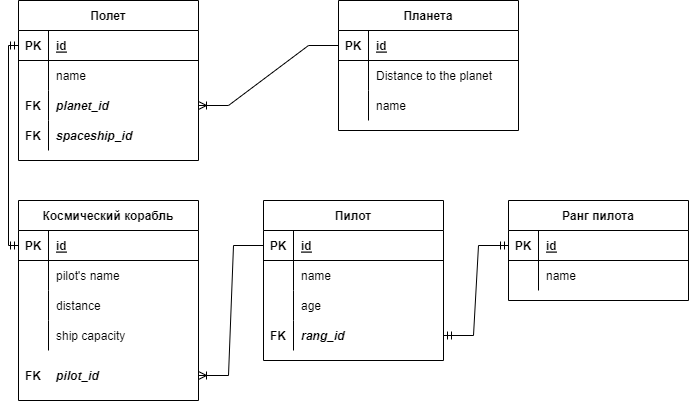 Полет
PK id
name
FK planet_id
FK spaceship_id
Планета
PK id
Distance to the planet
name
Космический корабль
PK id
pilot's name
distance
ship capacity
FK pilot_id
Пилот
PK id
name
age
FK rang_id
Ранг пилота
PK id
name